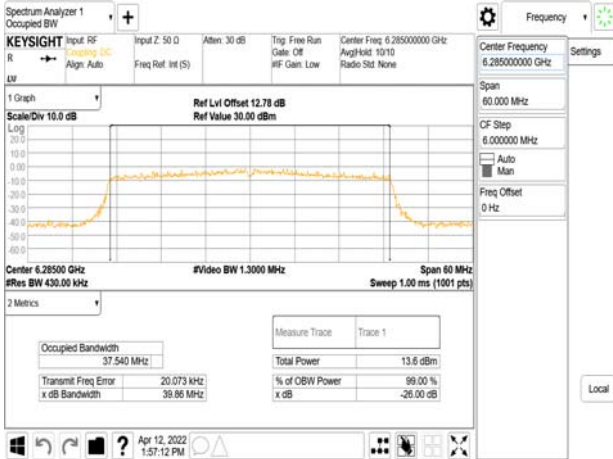 Spectrum Analyzer 1
Occupied BW
+
Frequency
KEYSIGHT
R
Input: RF
Coupling: DC
Align: Auto
Input Z: 50 Ω
Freq Ref: Int (S)
Atten: 30 dB
Trig: Free Run
Gate: Off
#IF Gain: Low
Center Freq: 6.285000000 GHz
Avg|Hold: 10/10
Radio Std: None
Center Frequency
6.285000000 GHz
Settings
Span
60.000 MHz
CF Step
6.000000 MHz
Auto
Man
Freq Offset
0 Hz
Local
1 Graph
Scale/Div 10.0 dB
Ref Lvl Offset 12.78 dB
Ref Value 30.00 dBm
Log
20.0
10.0
0.00
-10.0
-20.0
-30.0
-40.0
-50.0
-60.0
Center 6.28500 GHz
#Res BW 430.00 kHz
#Video BW 1.3000 MHz
Span 60 MHz
Sweep 1.00 ms (1001 pts)
2 Metrics
Measure Trace
Trace 1
Occupied Bandwidth
37.540 MHz
Total Power
13.6 dBm
Transmit Freq Error
20.073 kHz
% of OBW Power
99.00 %
x dB Bandwidth
39.86 MHz
x dB
-26.00 dB
?
Apr 12, 2022
1:57:12 PM